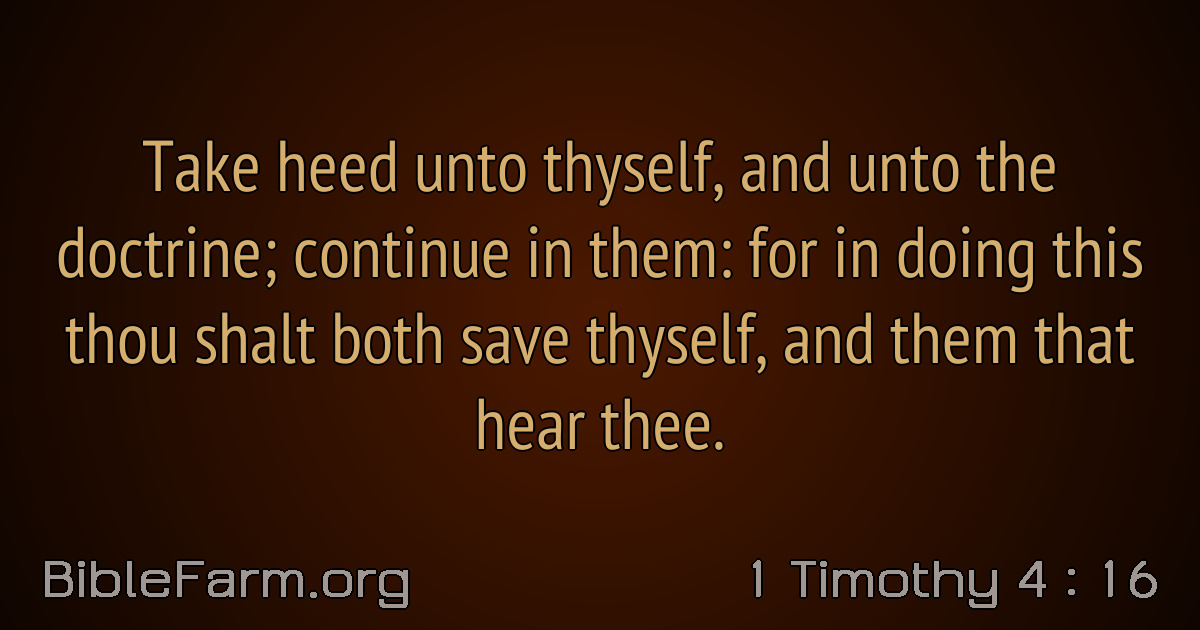 Take heed unto thyself, and unto the
doctrine; continue in them: for in doing this
thou shalt both save thyself, and them that
hear thee.
BibleFarm.org
1 Timothy 4 : 16